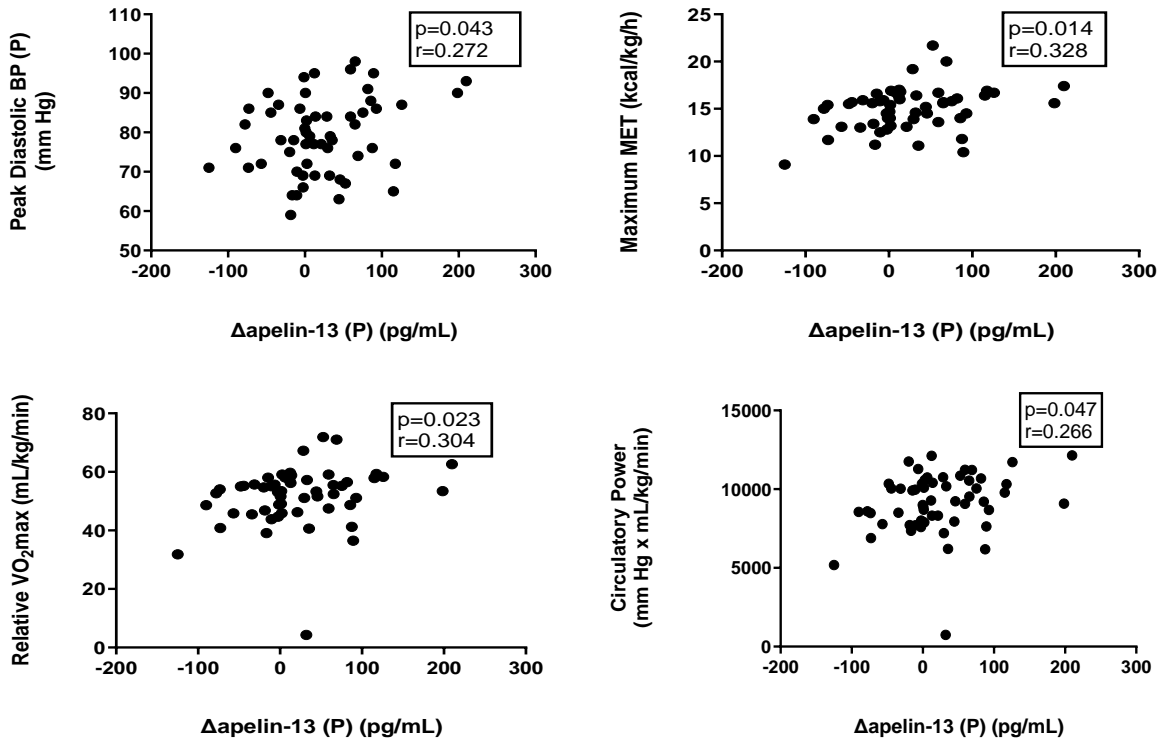 Peak Diastolic BP (P)
(mm Hg)
110
100
90
80
70
60
50
-200
-100
0
100
200
300
p=0.043
r=0.272
Δapelin-13 (P) (pg/mL)
Maximum MET (kcal/kg/h)
25
20
15
10
5
0
-200
-100
0
100
200
300
p=0.014
r=0.328
Δapelin-13 (P) (pg/mL)
Relative VO₂max (mL/kg/min)
80
60
40
20
0
-200
-100
0
100
200
300
p=0.023
r=0.304
Δapelin-13 (P) (pg/mL)
Circulatory Power
(mm Hg x mL/kg/min)
15000
10000
5000
0
-200
-100
0
100
200
300
p=0.047
r=0.266
Δapelin-13 (P) (pg/mL)